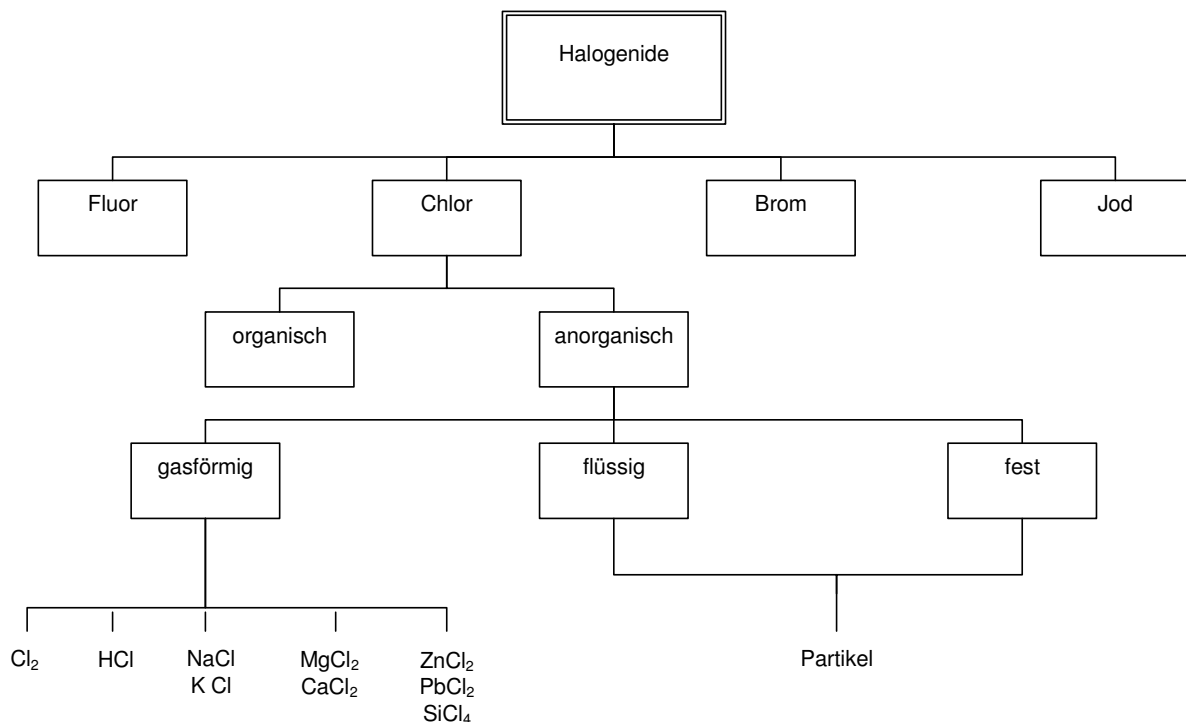 Halogenide
Fluor
Chlor
Brom
Jod
organisch
anorganisch
gasförmig
flüssig
fest
Cl₂
HCl
NaCl
K Cl
MgCl₂
CaCl₂
ZnCl₂
PbCl₂
SiCl₄
Partikel